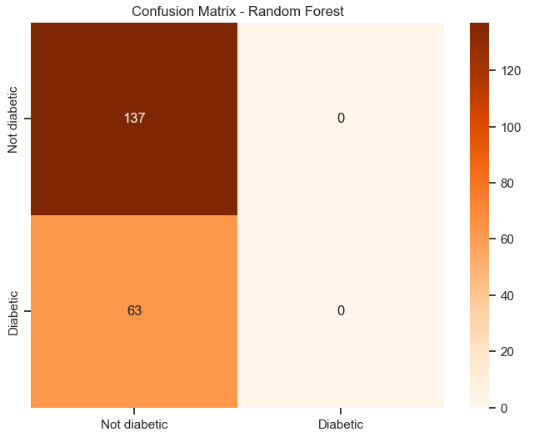 Confusion Matrix - Random Forest
Not diabetic
137
0
Diabetic
63
0
Not diabetic
Diabetic
120
100
80
60
40
20
0